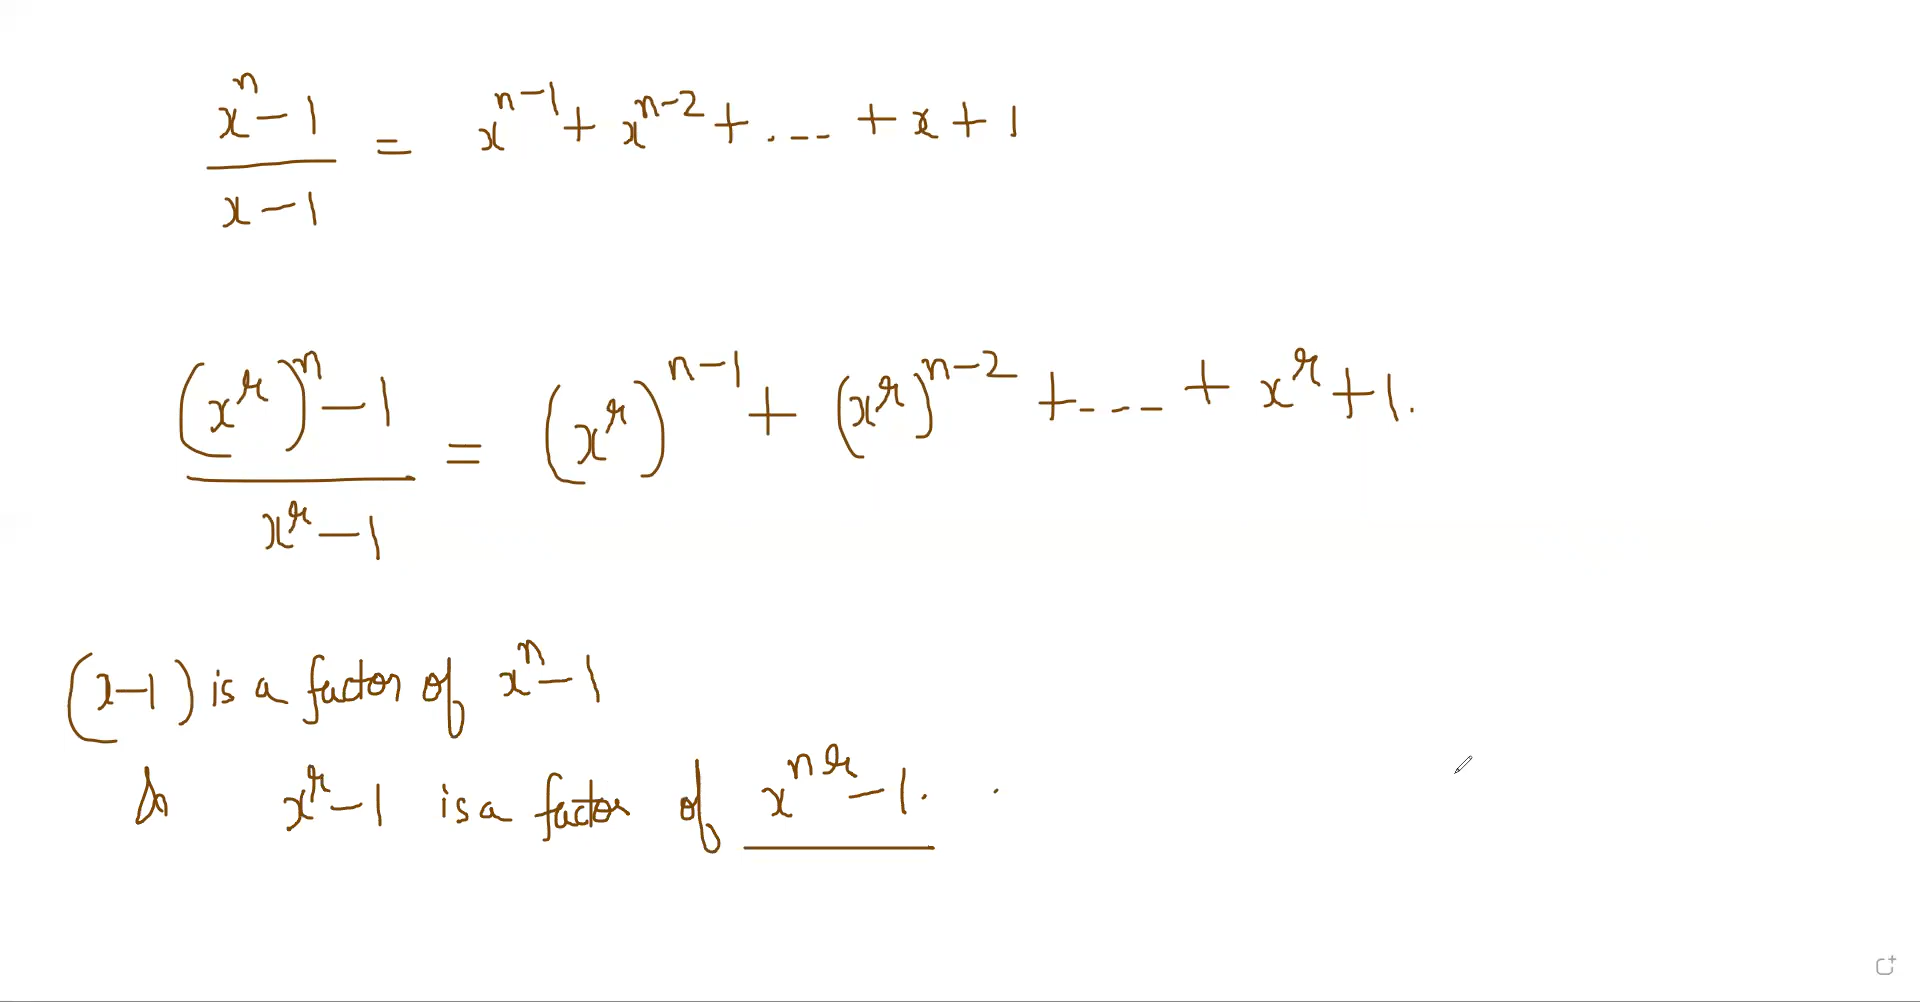 (x^n - 1)/(x - 1) = x^(n-1) + x^(n-2) + .--- + x + 1
((x^r)^n - 1)/(x^r - 1) = (x^r)^(n-1) + (x^r)^(n-2) + ---- + x^r + 1.
(x-1) is a factor of x^n - 1
So x^r - 1 is a factor of x^(nr) - 1.